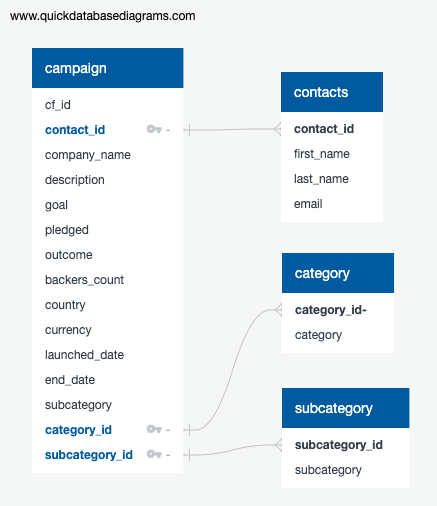 www.quickdatabasediagrams.com
campaign
cf_id
contact_id -
company_name
description
goal
pledged
outcome
backers_count
country
currency
launched_date
end_date
subcategory
category_id -
subcategory_id -
contacts
contact_id
first_name
last_name
email
category
category_id-
category
subcategory
subcategory_id
subcategory